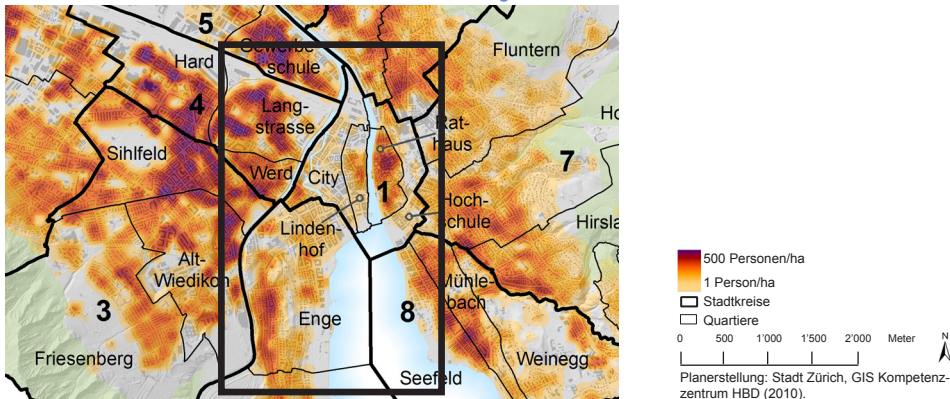 5
Hard
Gewerbe-
schule
Fluntern
4
Lang-
strasse
Rat-
haus
Sihlfeld
Werd
City
1
7
Linden-
hof
Hoch-
schule
Alt-
Wiedikon
Mühle-
bach
3
Enge
8
Friesenberg
Seefeld
Weinegg
500 Personen/ha
1 Person/ha
Stadtkreise
Quartiere
0 500 1'000 1'500 2'000 Meter
N
Planerstellung: Stadt Zürich, GIS Kompetenz-
zentrum HBD (2010).